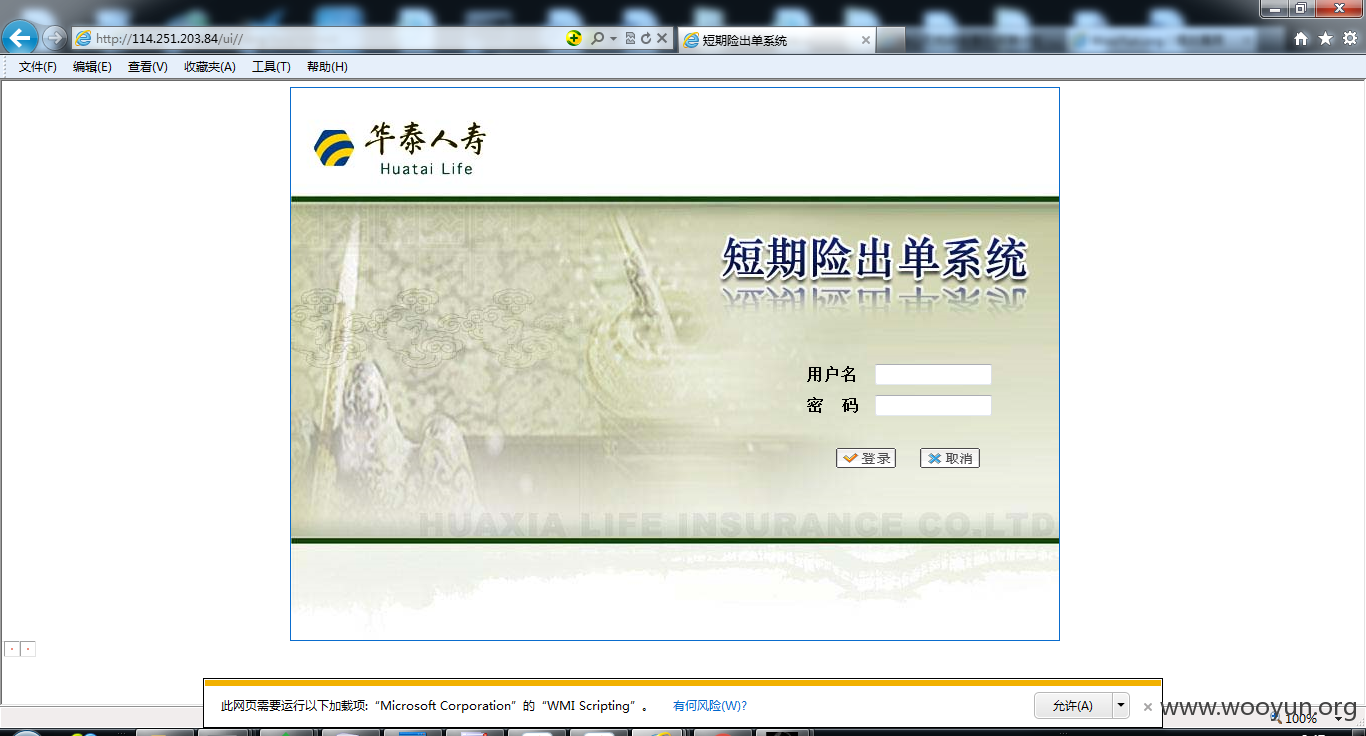 http://114.251.203.84/ui//
短期险出单系统
文件(F) 编辑(E) 查看(V) 收藏夹(A) 工具(T) 帮助(H)
华泰人寿
Huatai Life
短期险出单系统
用户名
密 码
登录 取消
HUAXIA LIFE INSURANCE CO.LTD
此网页需要运行以下加载项: “Microsoft Corporation” 的 “WMI Scripting” 。 有何风险(W)? 允许(A)
www.wooyun.org
100%